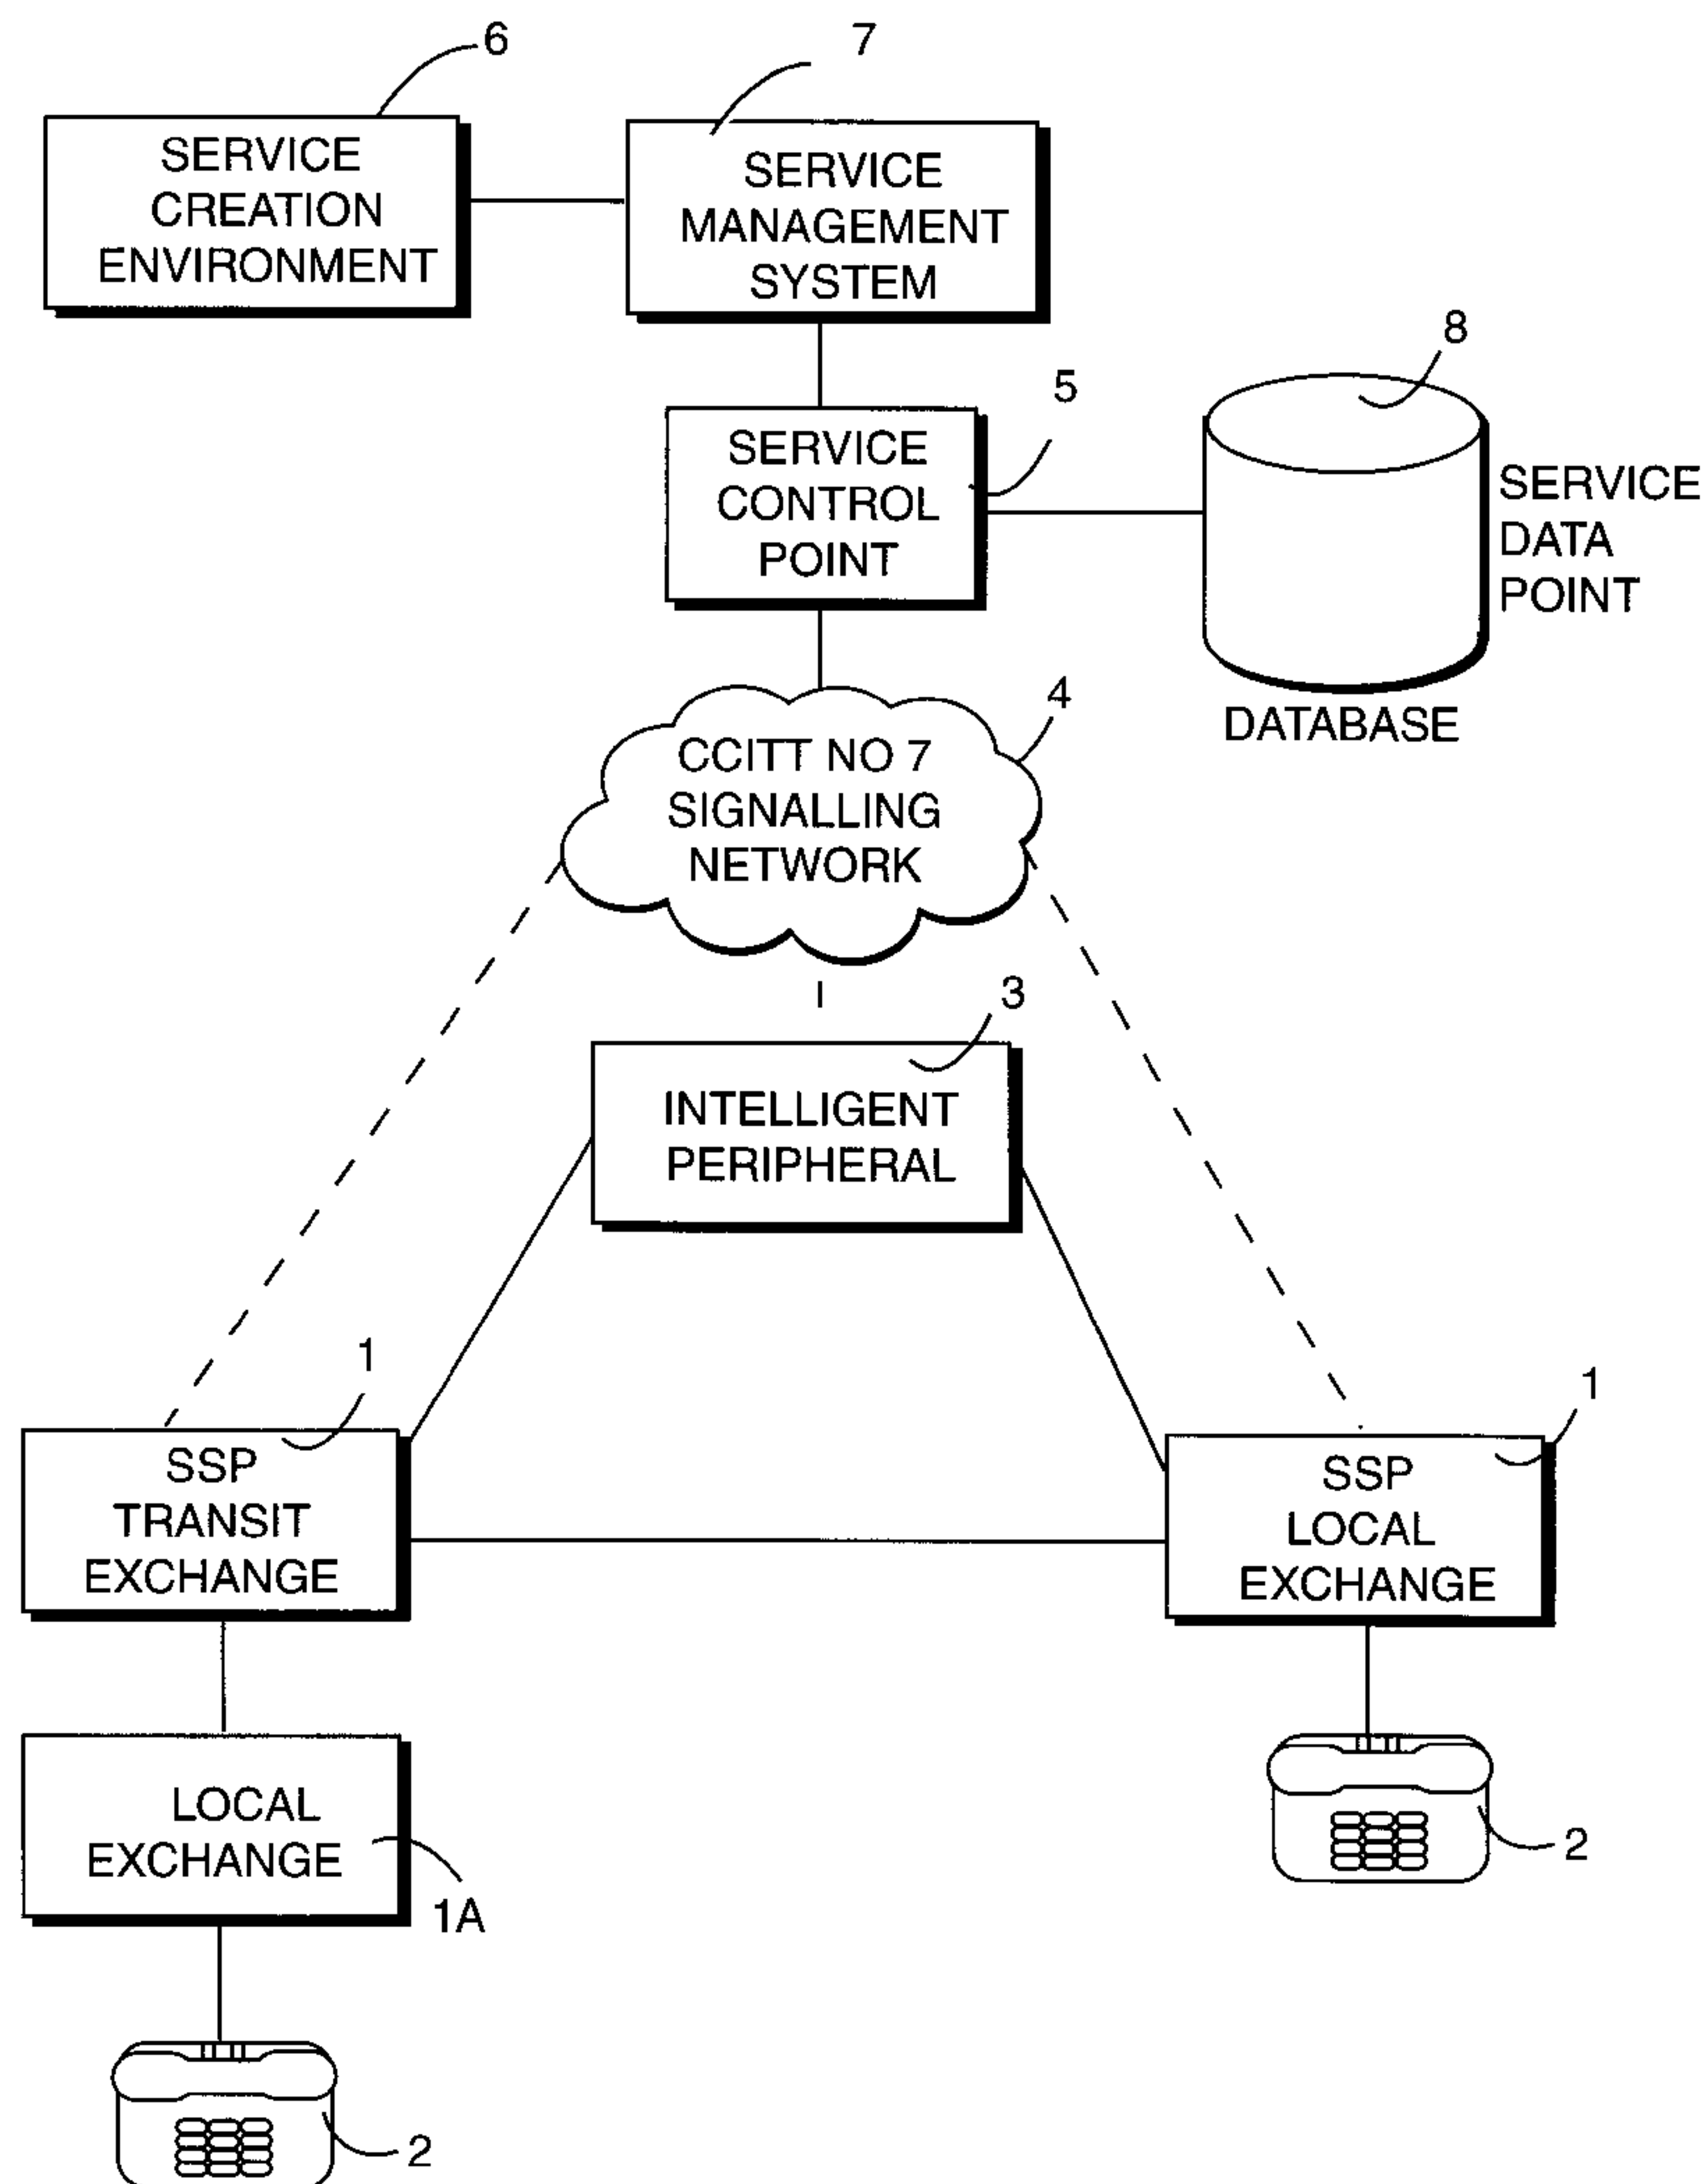 6
7
SERVICE
CREATION
ENVIRONMENT
SERVICE
MANAGEMENT
SYSTEM
8
5
SERVICE
CONTROL
POINT
SERVICE
DATA
POINT
DATABASE
4
CCITT NO 7
SIGNALLING
NETWORK
3
INTELLIGENT
PERIPHERAL
1
1
SSP
TRANSIT
EXCHANGE
SSP
LOCAL
EXCHANGE
LOCAL
EXCHANGE
1A
2
2